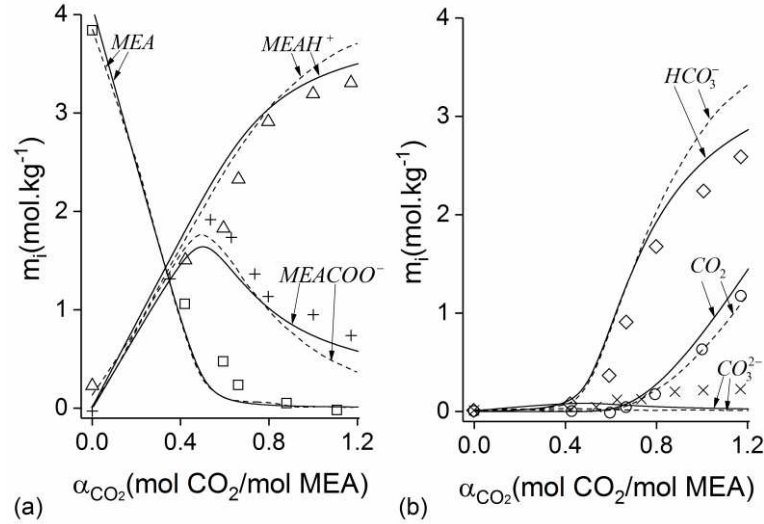 4
3
2
1
0
m_i(mol.kg⁻¹)
MEA
MEAH⁺
MEACOO⁻
0.0 0.4 0.8 1.2
α_CO₂(mol CO₂/mol MEA)
(a)
4
3
2
1
0
m_i(mol.kg⁻¹)
HCO₃⁻
CO₂
CO₃²⁻
0.0 0.4 0.8 1.2
α_CO₂(mol CO₂/mol MEA)
(b)